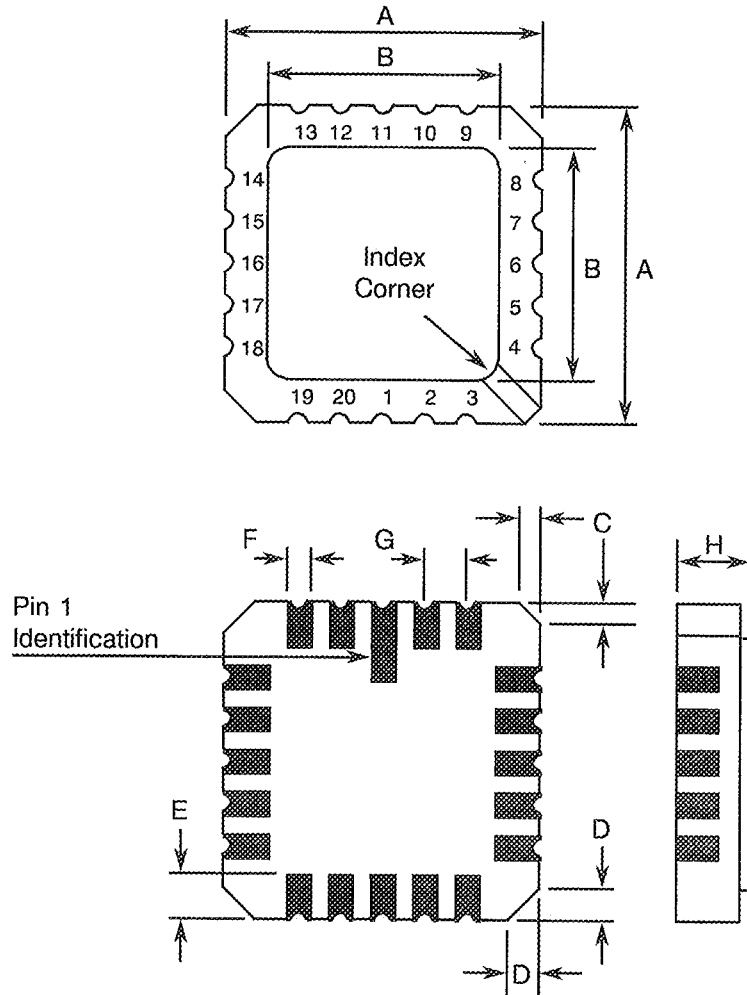 A
B
13 12 11 10 9
14 8
15 7
16 Index 6 B A
Corner
17 5
18 4
19 20 1 2 3
F G C H
Pin 1
Identification
E D
D